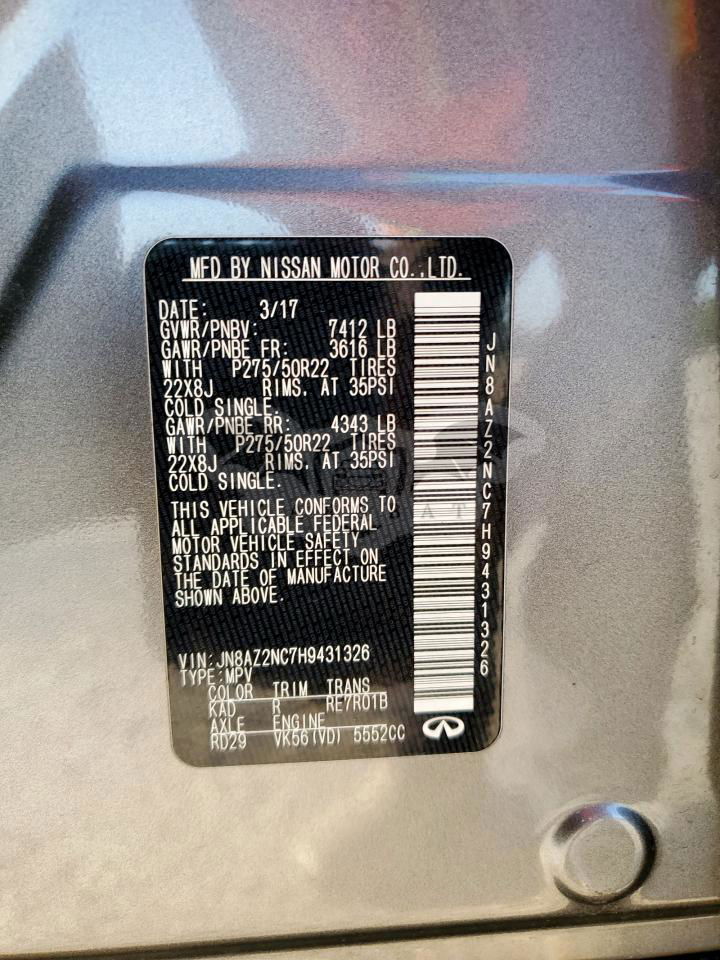 MFD BY NISSAN MOTOR CO.,LTD.
DATE: 3/17
GVWR/PNBV: 7412 LB
GAWR/PNBE FR: 3616 LB
WITH P275/50R22 TIRES
22X8J RIMS, AT 35PSI
COLD SINGLE.
GAWR/PNBE RR: 4343 LB
WITH P275/50R22 TIRES
22X8J RIMS, AT 35PSI
COLD SINGLE.
THIS VEHICLE CONFORMS TO
ALL APPLICABLE FEDERAL
MOTOR VEHICLE SAFETY
STANDARDS IN EFFECT ON
THE DATE OF MANUFACTURE
SHOWN ABOVE.
VIN:JN8AZ2NC7H9431326
TYPE:MPV
COLOR TRIM TRANS
KAD R RE7R01B
AXLE ENGINE
RD29 VK56(VD) 5552CC
JN8AZ2NC7H9431326